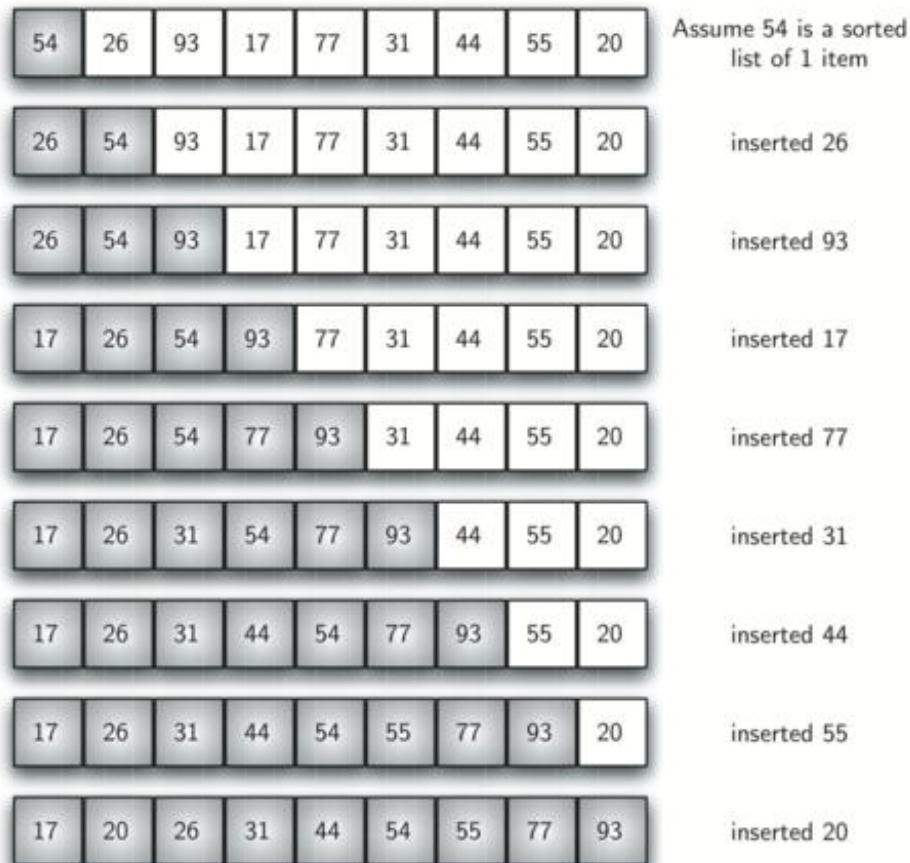 54 26 93 17 77 31 44 55 20 Assume 54 is a sorted
list of 1 item
26 54 93 17 77 31 44 55 20 inserted 26
26 54 93 17 77 31 44 55 20 inserted 93
17 26 54 93 77 31 44 55 20 inserted 17
17 26 54 77 93 31 44 55 20 inserted 77
17 26 31 54 77 93 44 55 20 inserted 31
17 26 31 44 54 77 93 55 20 inserted 44
17 26 31 44 54 55 77 93 20 inserted 55
17 20 26 31 44 54 55 77 93 inserted 20